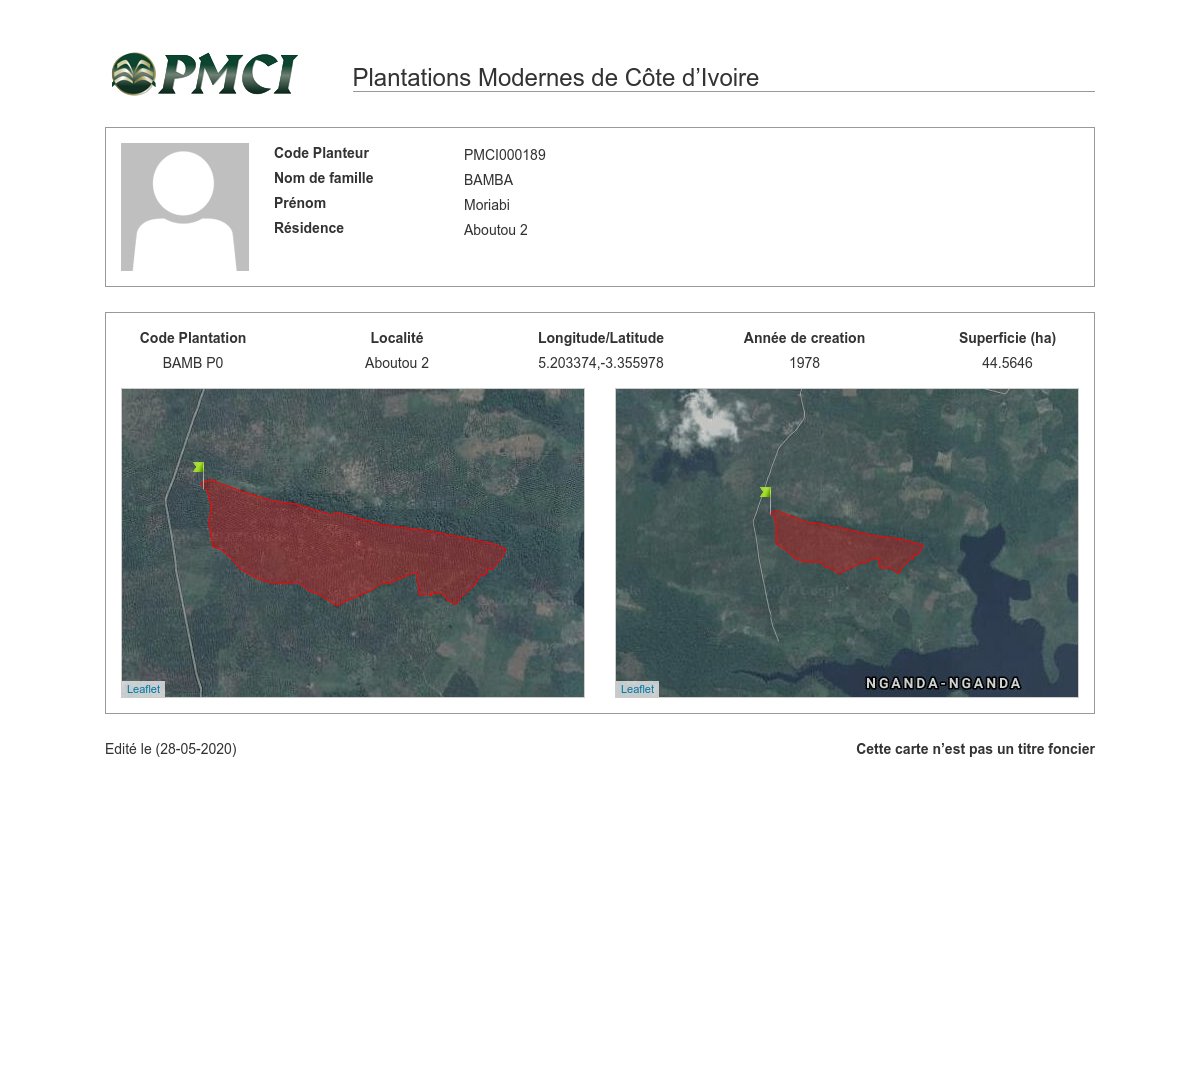 PMCI
Plantations Modernes de Côte d’Ivoire
Code Planteur PMCI000189
Nom de famille BAMBA
Prénom Moriabi
Résidence Aboutou 2
Code Plantation Localité Longitude/Latitude Année de creation Superficie (ha)
BAMB P0 Aboutou 2 5.203374,-3.355978 1978 44.5646
Leaflet
NGANDA-NGANDA
Leaflet
Edité le (28-05-2020) Cette carte n’est pas un titre foncier